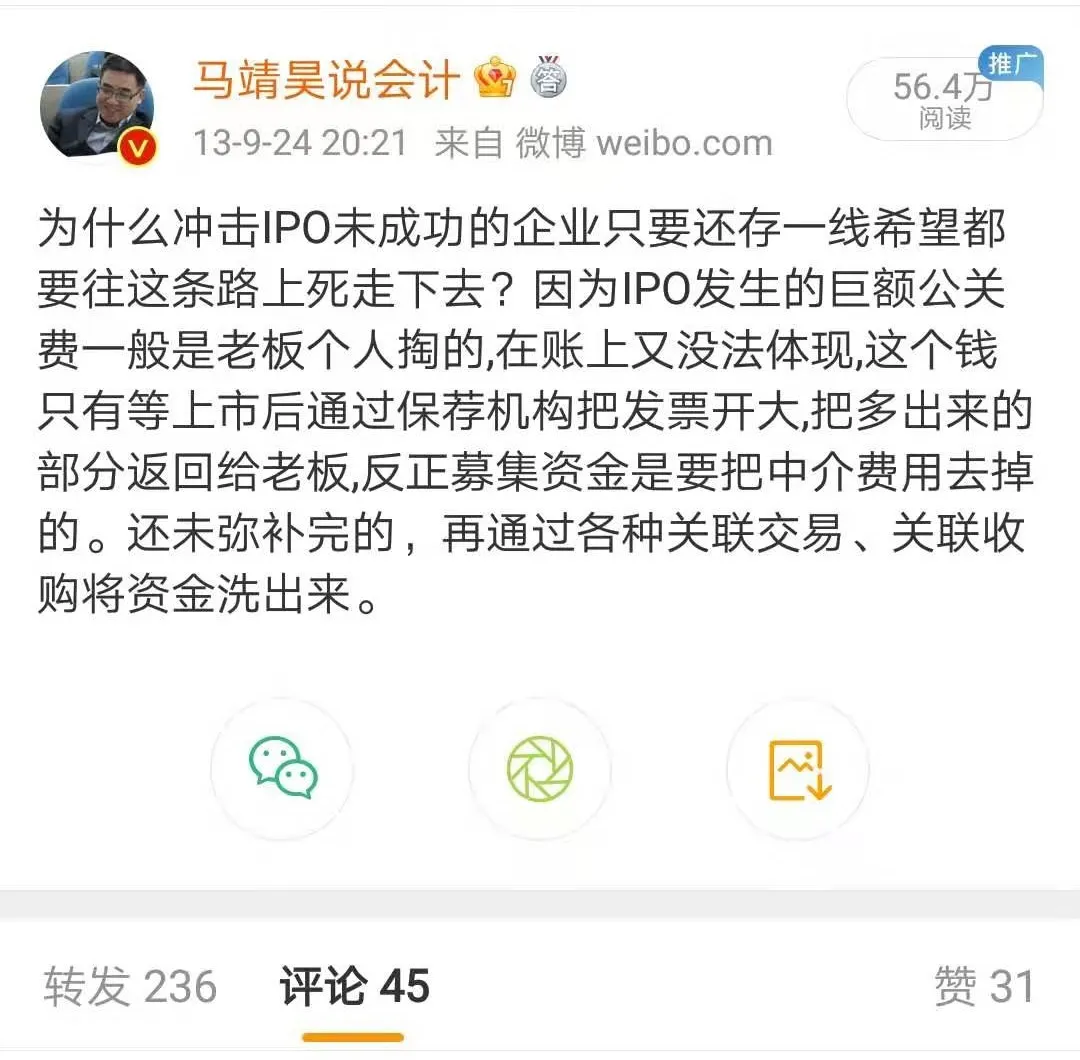 马靖昊说会计
答
推广
56.4万
阅读
13-9-24 20:21 来自 微博 weibo.com
V
为什么冲击IPO未成功的企业只要还存一线希望都
要往这条路上死走下去？因为IPO发生的巨额公关
费一般是老板个人掏的,在账上又没法体现,这个钱
只有等上市后通过保荐机构把发票开大,把多出来的
部分返回给老板,反正募集资金是要把中介费用去掉
的。还未弥补完的，再通过各种关联交易、关联收
购将资金洗出来。
转发 236 评论 45 赞 31